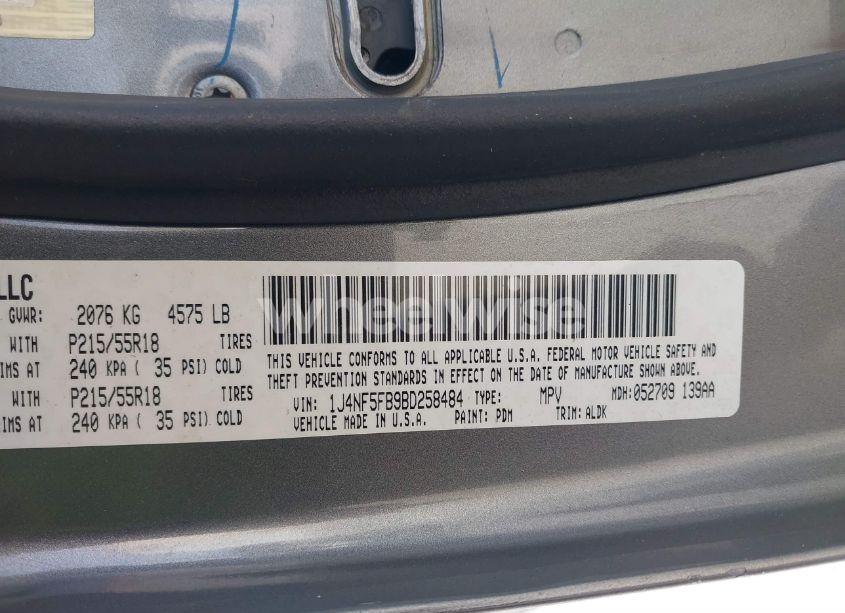 LLC
GVWR: 2076 KG 4575 LB
WITH P215/55R18 TIRES
IMS AT 240 KPA ( 35 PSI) COLD
WITH P215/55R18 TIRES
IMS AT 240 KPA ( 35 PSI) COLD
wheelwise
THIS VEHICLE CONFORMS TO ALL APPLICABLE U.S.A. FEDERAL MOTOR VEHICLE SAFETY AND
THEFT PREVENTION STANDARDS IN EFFECT ON THE DATE OF MANUFACTURE SHOWN ABOVE.
VIN: 1J4NF5FB9BD258484 TYPE: MPV MDH: 052709 139AA
VEHICLE MADE IN U.S.A. PAINT: PDM TRIM: ALDK